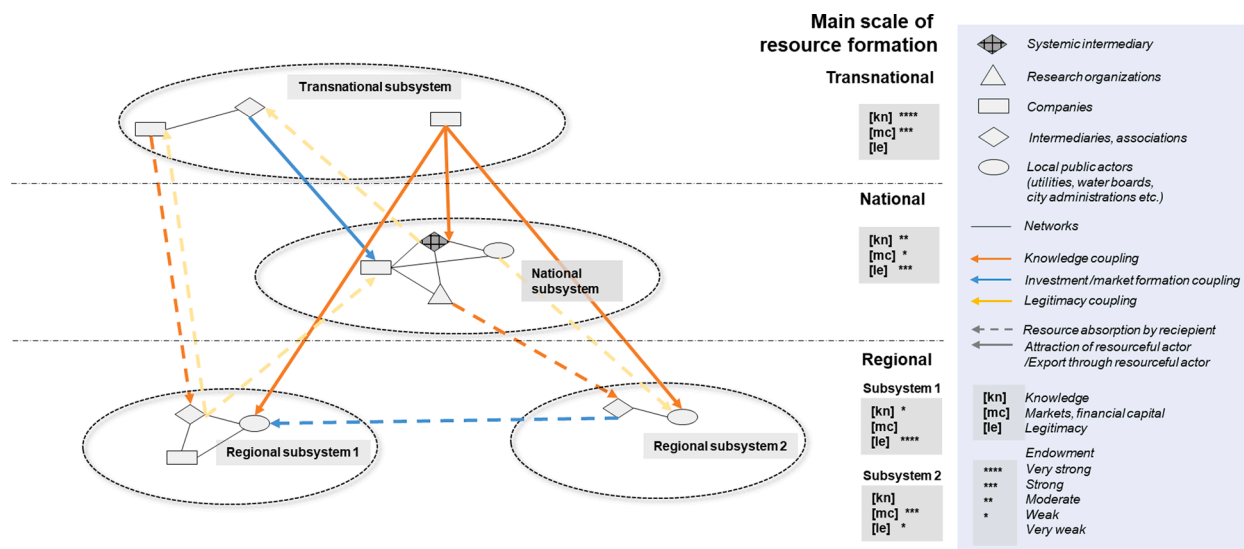 Main scale of
resource formation
Transnational subsystem
Transnational
[kn] ****
[mc] ***
[le]
National
[kn] **
[mc] *
[le] ***
National
subsystem
Regional
Subsystem 1
[kn] *
[mc]
[le] ****
Regional subsystem 1
Regional subsystem 2
Subsystem 2
[kn]
[mc] ***
[le] *
Systemic intermediary
Research organizations
Companies
Intermediaries, associations
Local public actors
(utilities, water boards,
city administrations etc.)
Networks
Knowledge coupling
Investment/market formation coupling
Legitimacy coupling
Resource absorption by reciepient
Attraction of resourceful actor
/Export through resourceful actor
[kn] Knowledge
[mc] Markets, financial capital
[le] Legitimacy
Endowment
**** Very strong
*** Strong
** Moderate
* Weak
Very weak